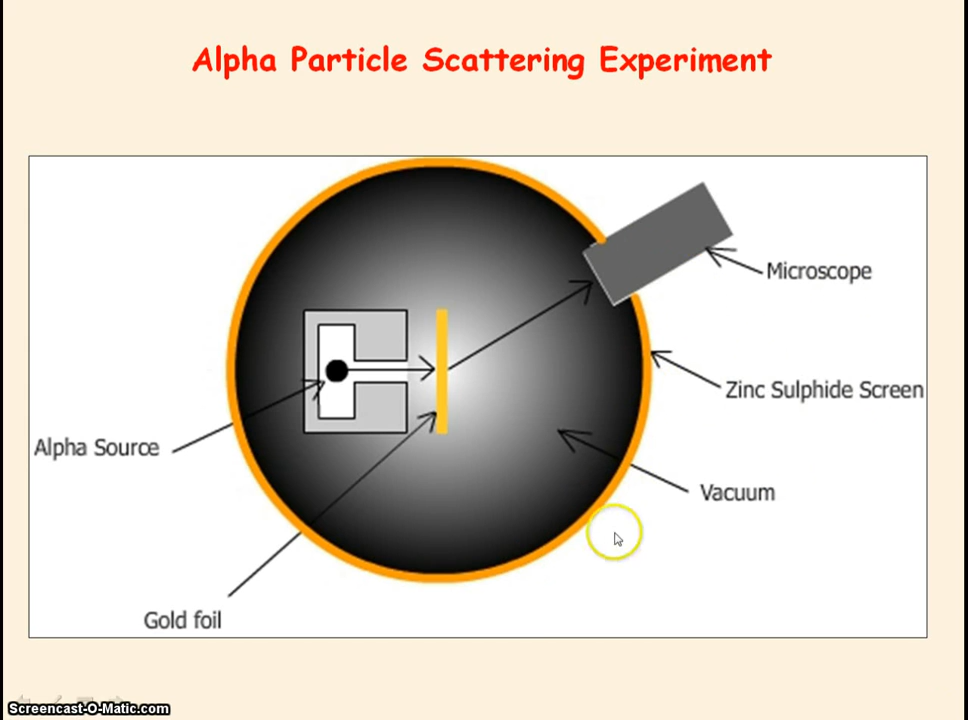 Alpha Particle Scattering Experiment
Microscope
Zinc Sulphide Screen
Alpha Source
Vacuum
Gold foil
Screencast-O-Matic.com